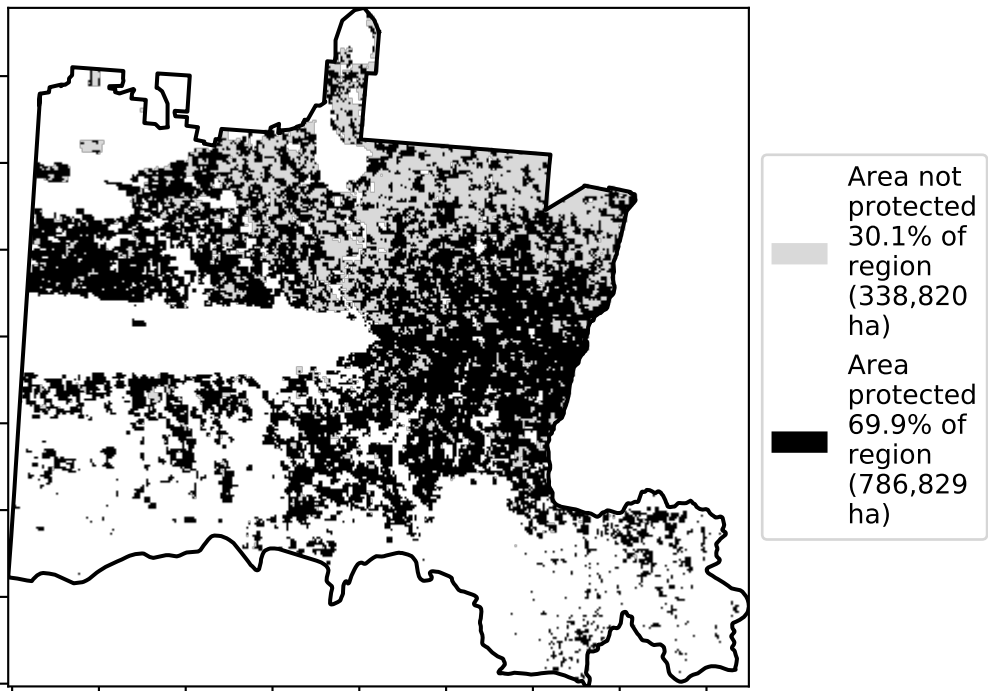 Area not
protected
30.1% of
region
(338,820
ha)
Area
protected
69.9% of
region
(786,829
ha)